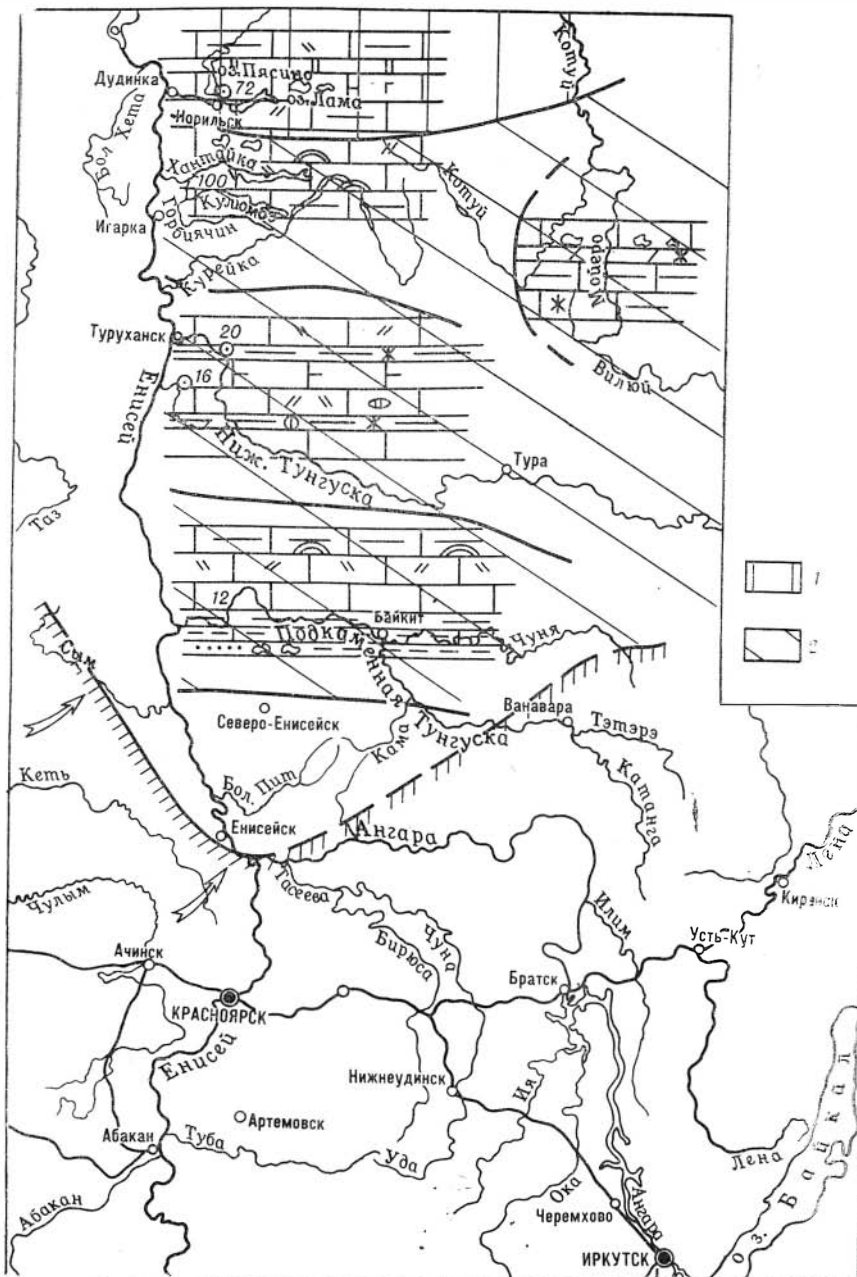 Котуй
Дудинка
оз. Пясино
72
оз. Лама
Норильск
Бол Хета
Хантайка
100
Кулюмбэ
Горбиячин
Игарка
Котуй
Курейка
Мойеро
Туруханск
20
16
Вилюй
Енисей
Ниж. Тунгуска
Тура
Таз
1
12
Байкит
Подкаменная
Чуня
2
Сым
Северо-Енисейск
Тунгуска
Ванавара
Тэтэрэ
Кама
Катанга
Кеть
Бол. Пит
Енисейск
Ангара
Лена
Тасеева
Киренск
Чулым
Илим
Чуна
Бирюса
Усть-Кут
Ачинск
Братск
КРАСНОЯРСК
Енисей
Нижнеудинск
Ия
Артемовск
Абакан
Туба
Уда
Лена
Абакан
Ока
Черемхово
Ангара
ИРКУТСК
оз. Байкал